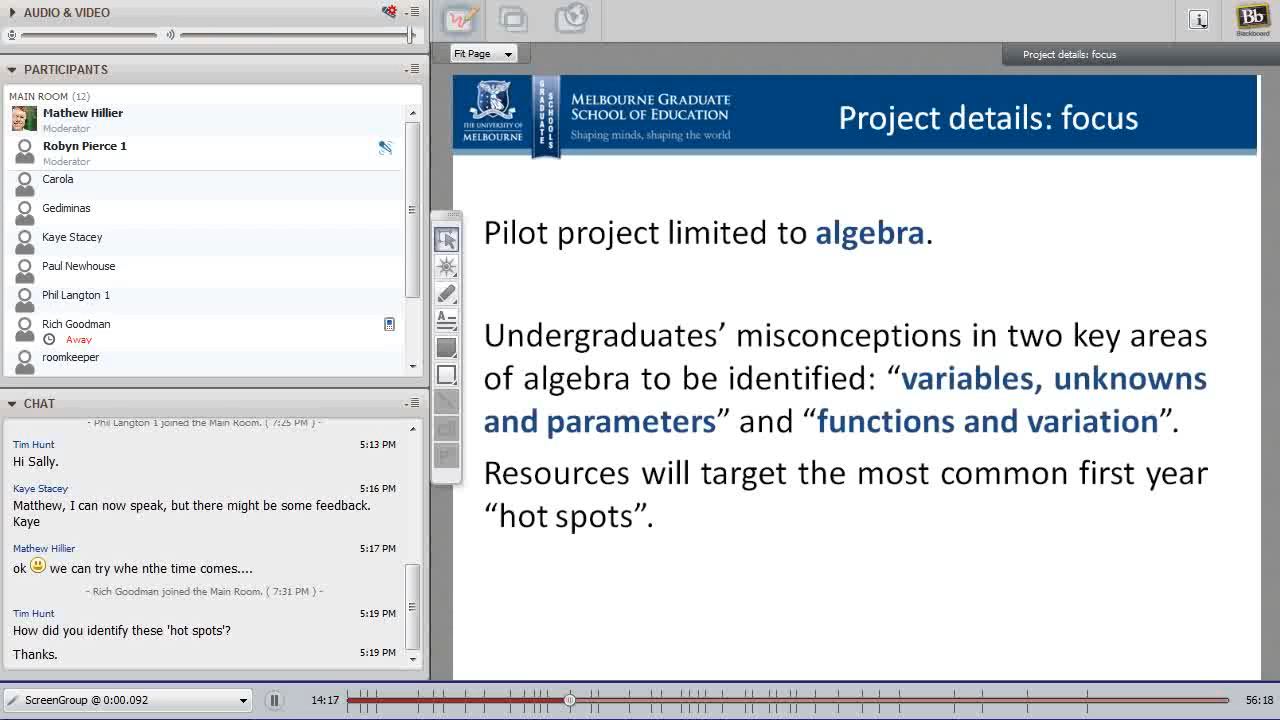 AUDIO & VIDEO
PARTICIPANTS
MAIN ROOM (12)
Mathew Hillier
Moderator
Robyn Pierce 1
Moderator
Carola
Gediminas
Kaye Stacey
Paul Newhouse
Phil Langton 1
Rich Goodman
Away
roomkeeper
CHAT
- Phil Langton 1 joined the Main Room. ( 7:25 PM ) -
Tim Hunt 5:13 PM
Hi Sally.
Kaye Stacey 5:16 PM
Matthew, I can now speak, but there might be some feedback.
Kaye
Mathew Hillier 5:17 PM
ok we can try whe nthe time comes....
- Rich Goodman joined the Main Room. ( 7:31 PM ) -
Tim Hunt 5:19 PM
How did you identify these 'hot spots'?
Thanks. 5:19 PM
ScreenGroup @ 0:00.092
14:17
56:18
Bb
Blackboard
Fit Page
Project details: focus
THE UNIVERSITY OF
MELBOURNE
GRADUATE
SCHOOLS
MELBOURNE GRADUATE
SCHOOL OF EDUCATION
Shaping minds, shaping the world
Project details: focus
Pilot project limited to algebra.
Undergraduates’ misconceptions in two key areas
of algebra to be identified: “variables, unknowns
and parameters” and “functions and variation”.
Resources will target the most common first year
“hot spots”.